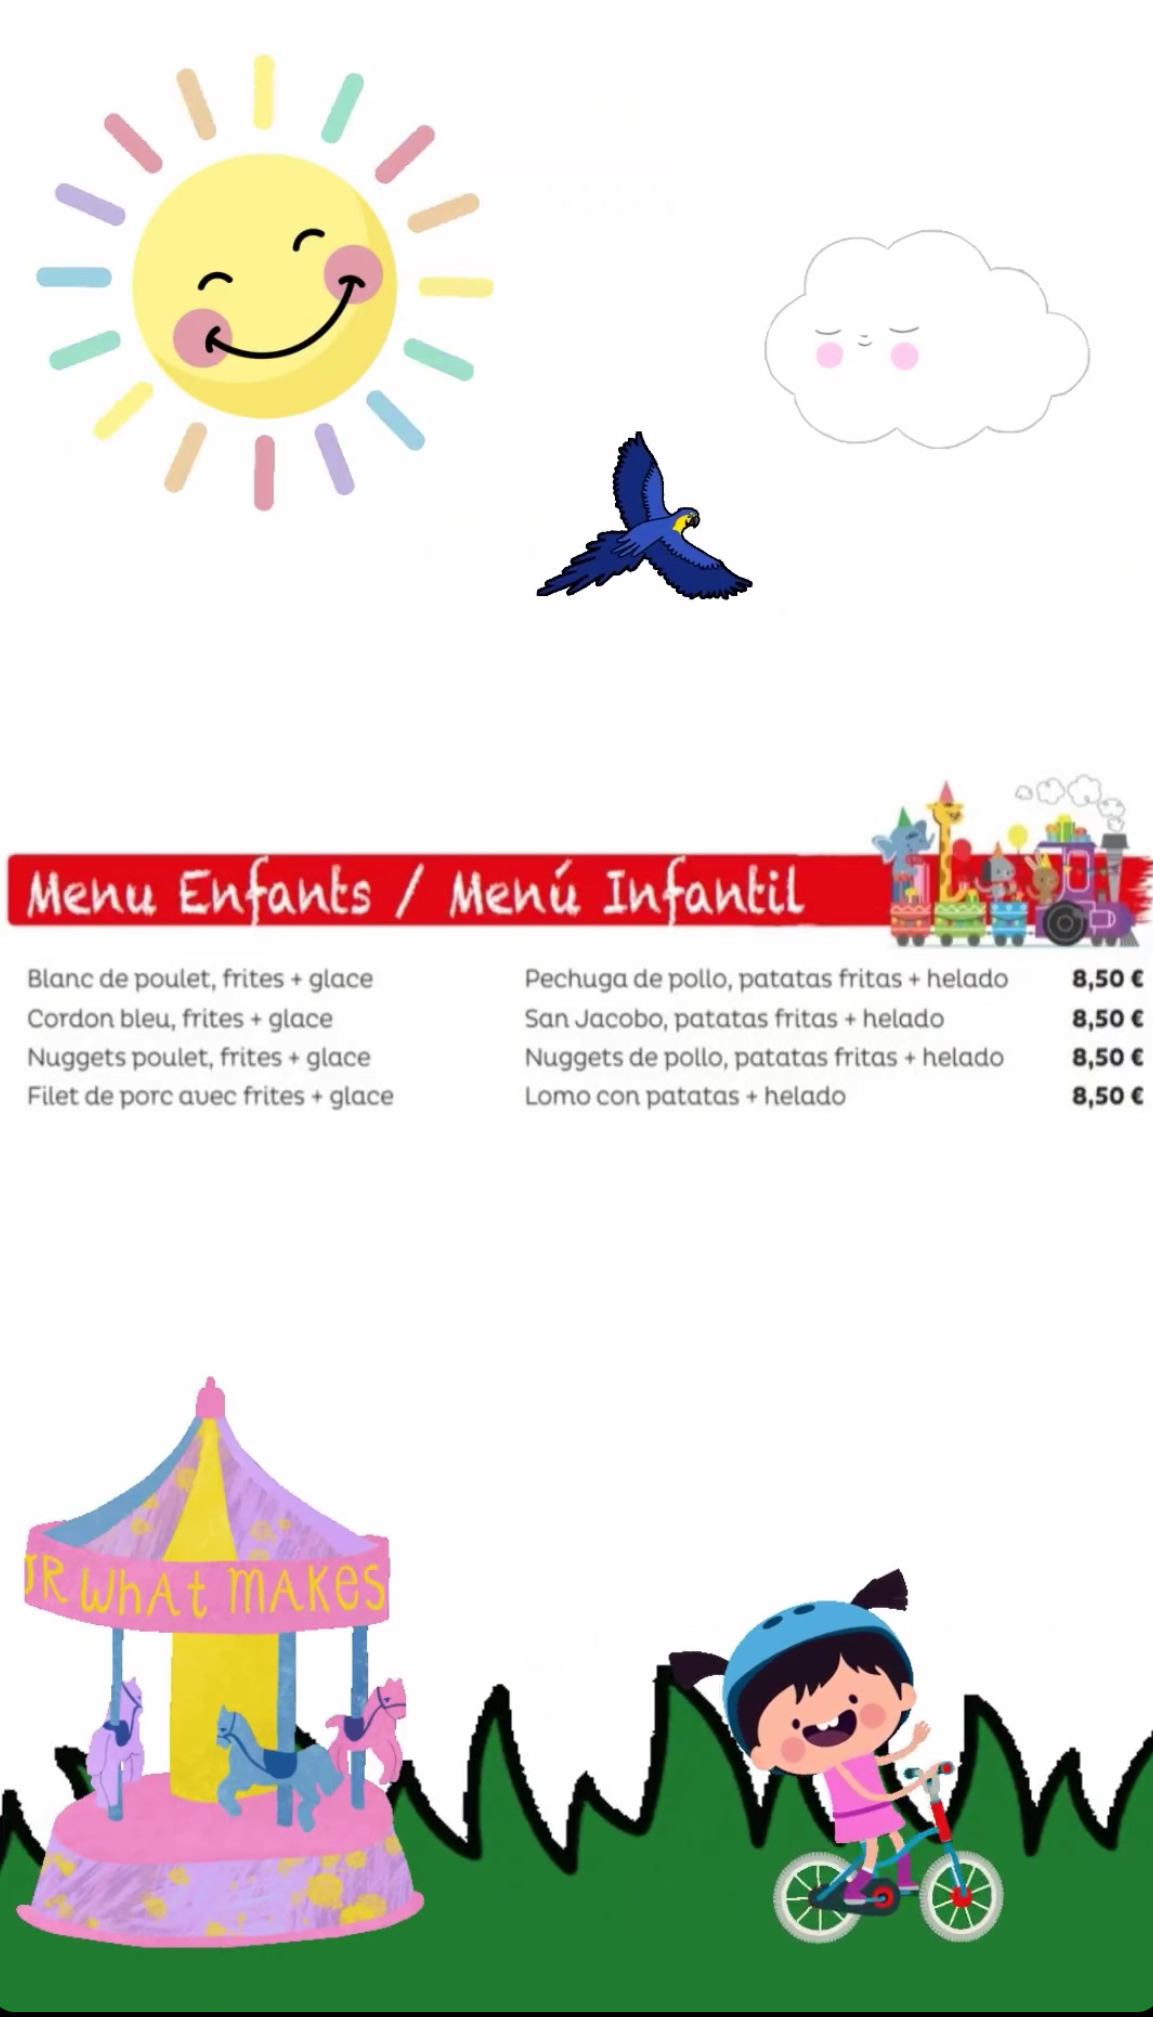 Menu Enfants / Menú Infantil
Blanc de poulet, frites + glace Pechuga de pollo, patatas fritas + helado 8,50 €
Cordon bleu, frites + glace San Jacobo, patatas fritas + helado 8,50 €
Nuggets poulet, frites + glace Nuggets de pollo, patatas fritas + helado 8,50 €
Filet de porc avec frites + glace Lomo con patatas + helado 8,50 €
WhAt mAKes